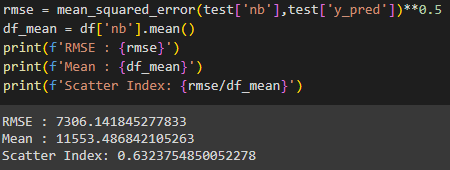 rmse = mean_squared_error(test['nb'],test['y_pred'])**0.5
df_mean = df['nb'].mean()
print(f'RMSE : {rmse}')
print(f'Mean : {df_mean}')
print(f'Scatter Index: {rmse/df_mean}')
RMSE : 7306.141845277833
Mean : 11553.486842105263
Scatter Index: 0.6323754850052278